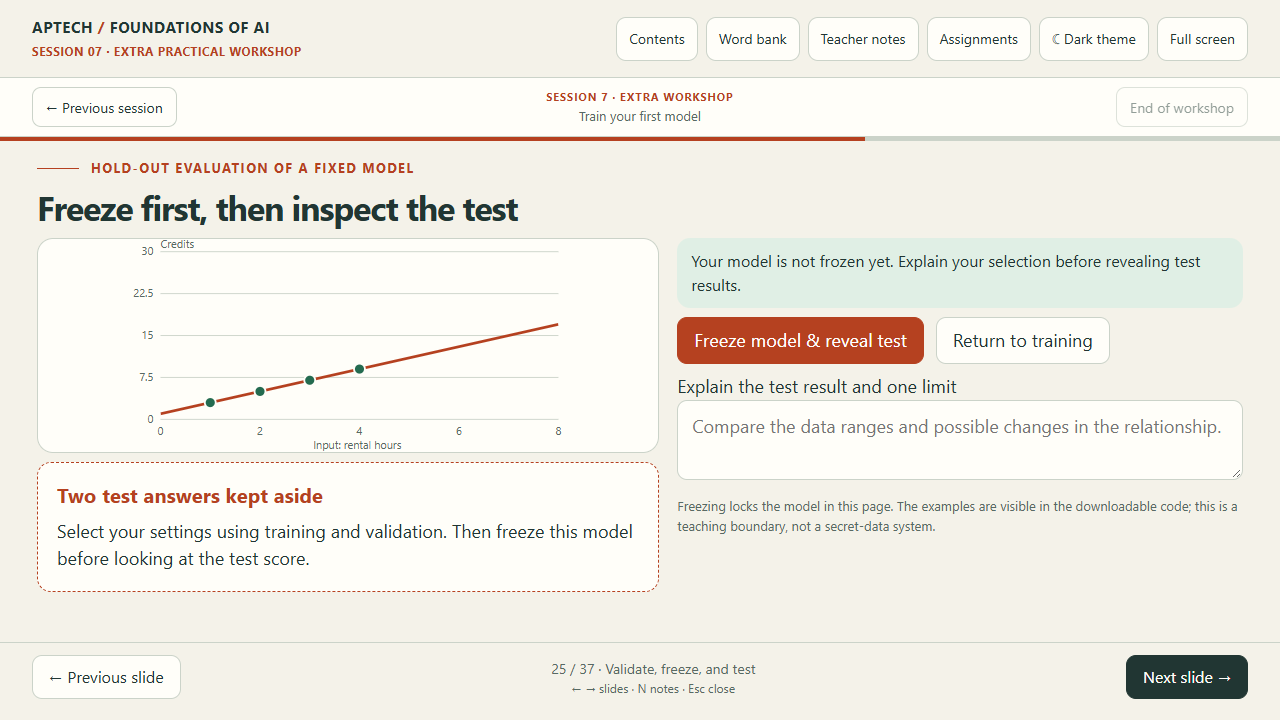 APTECH / FOUNDATIONS OF AI
SESSION 07 · EXTRA PRACTICAL WORKSHOP
Contents
Word bank
Teacher notes
Assignments
☾ Dark theme
Full screen
← Previous session
SESSION 7 · EXTRA WORKSHOP
Train your first model
End of workshop
HOLD-OUT EVALUATION OF A FIXED MODEL
Freeze first, then inspect the test
Credits
30
22.5
15
7.5
0
0 2 4 6 8
Input: rental hours
Two test answers kept aside
Select your settings using training and validation. Then freeze this model
before looking at the test score.
Your model is not frozen yet. Explain your selection before revealing test
results.
Freeze model & reveal test
Return to training
Explain the test result and one limit
Compare the data ranges and possible changes in the relationship.
Freezing locks the model in this page. The examples are visible in the downloadable code; this is a
teaching boundary, not a secret-data system.
← Previous slide
25 / 37 · Validate, freeze, and test
← → slides · N notes · Esc close
Next slide →